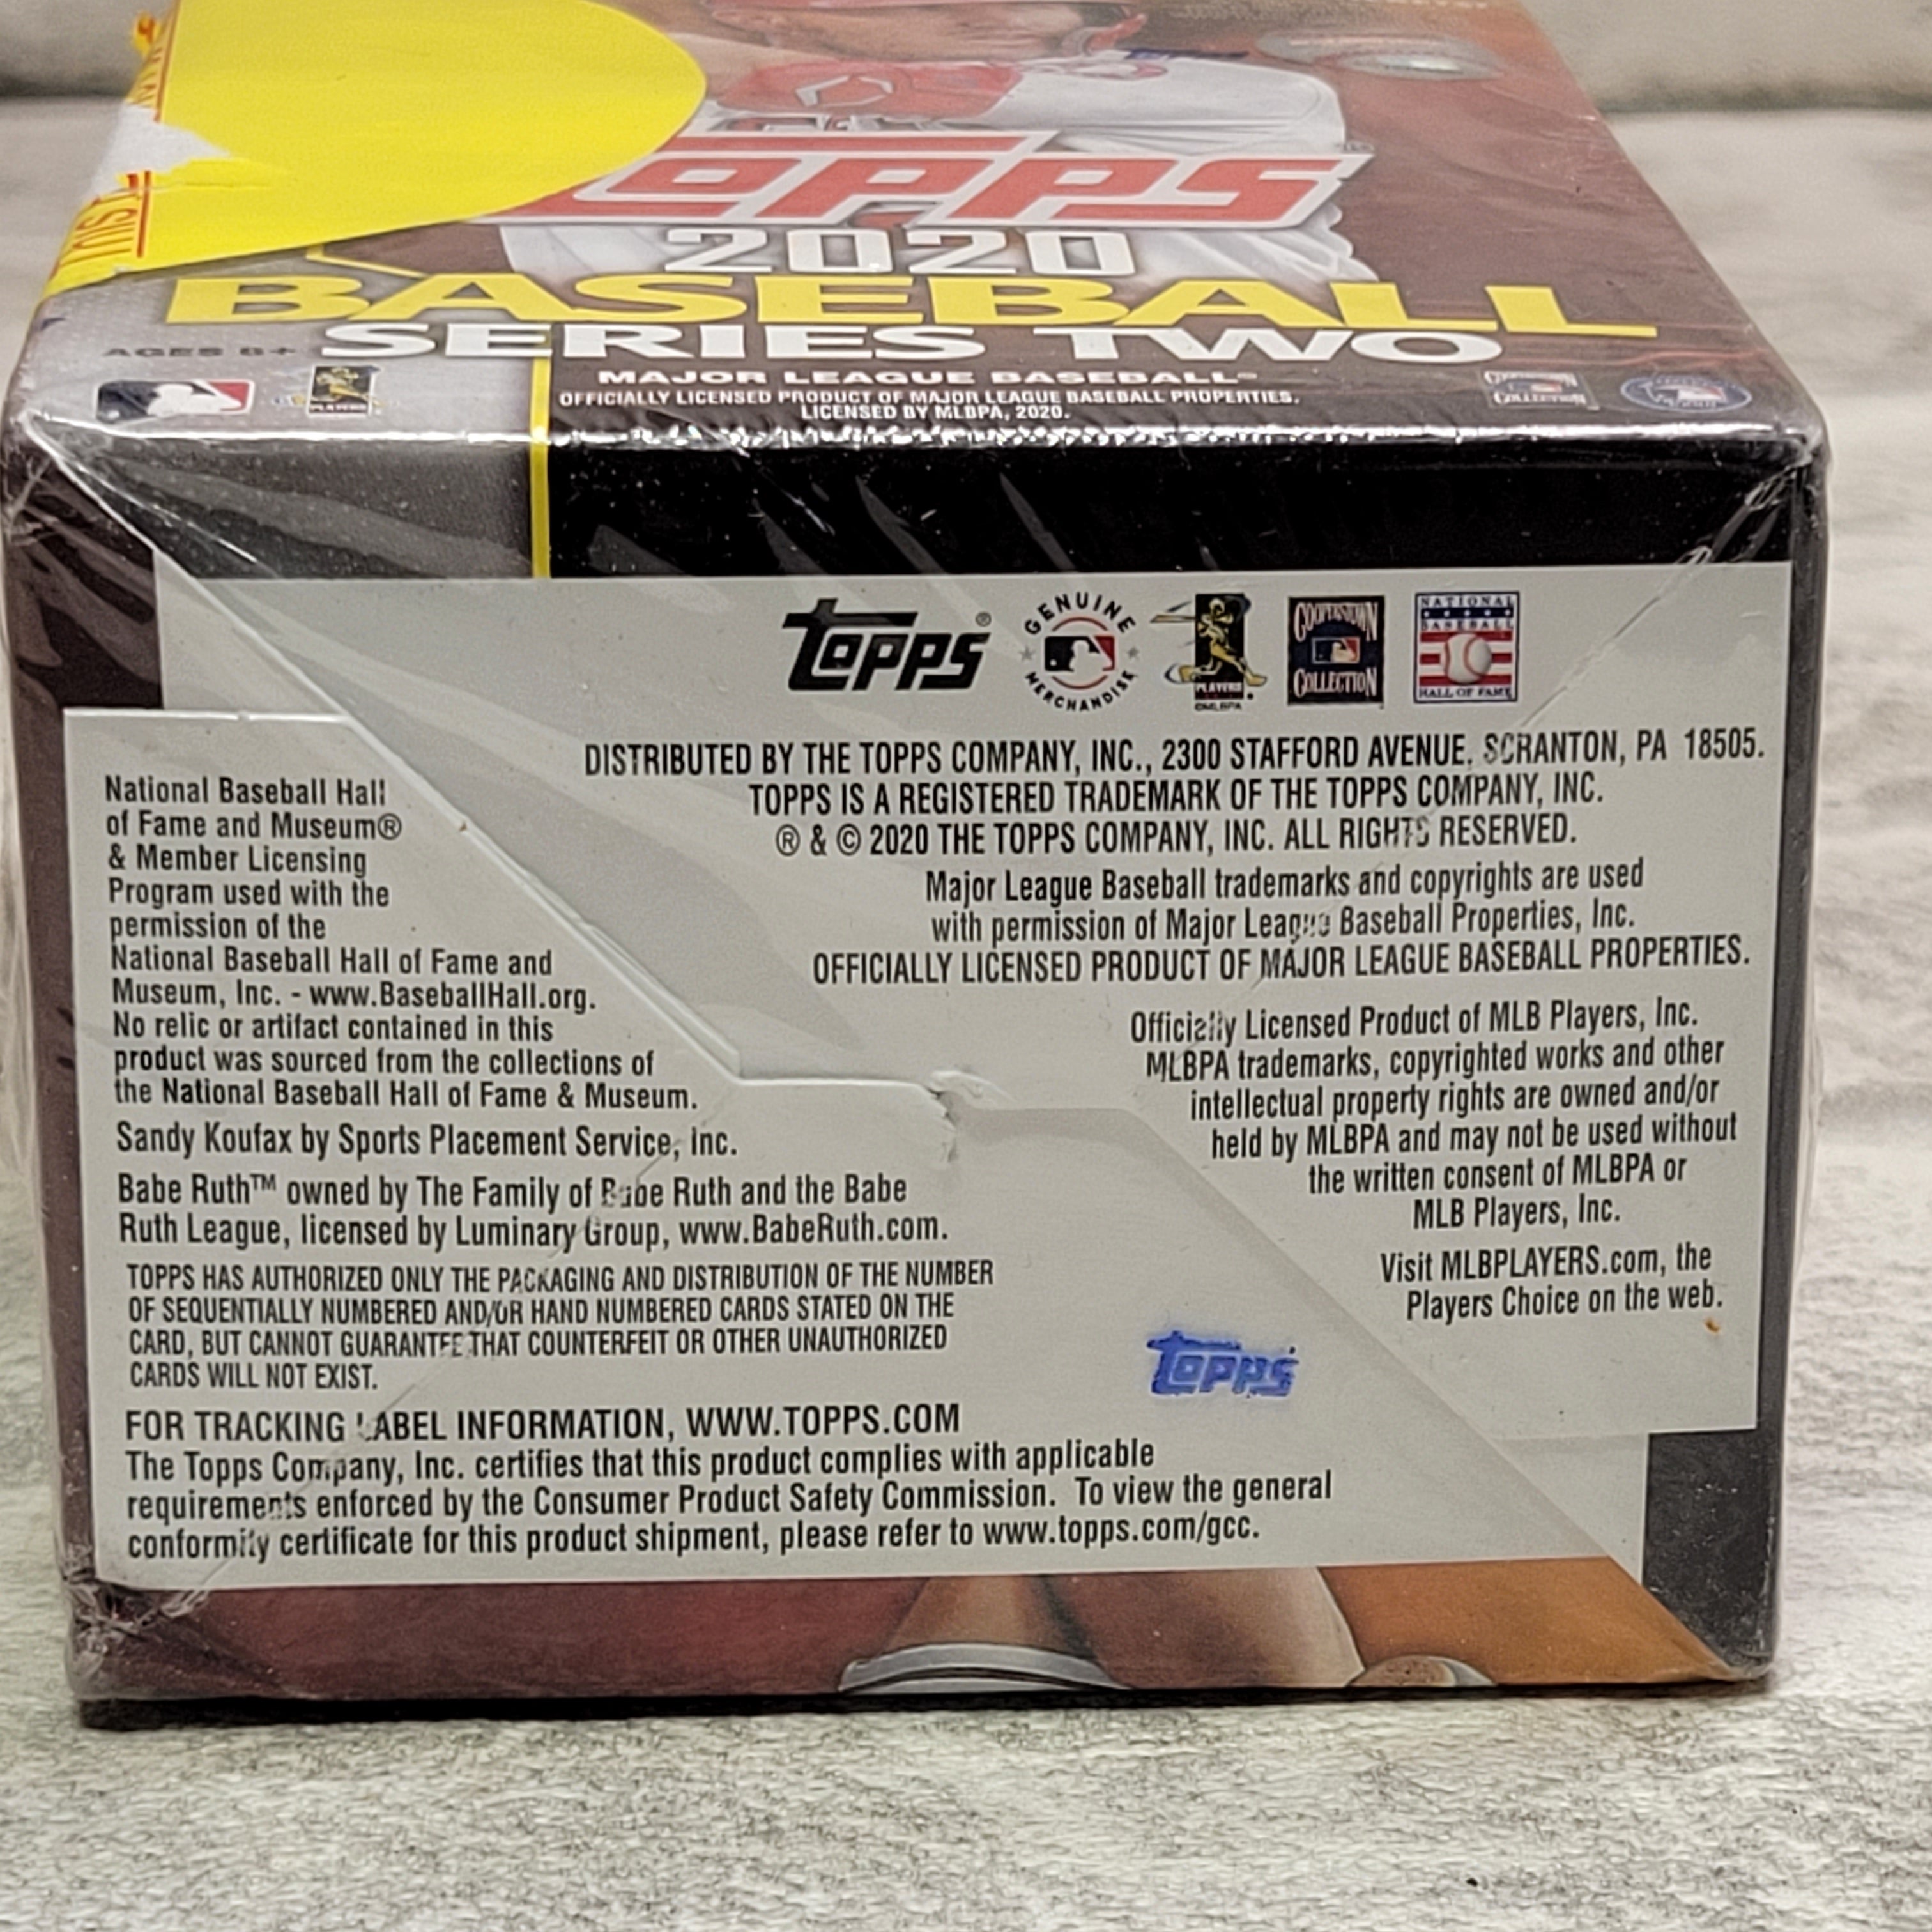 TOPPS
2020
BASEBALL
SERIES TWO
AGES 6+
MAJOR LEAGUE BASEBALL
OFFICIALLY LICENSED PRODUCT OF MAJOR LEAGUE BASEBALL PROPERTIES.
LICENSED BY MLBPA, 2020.
PLAYERS
COOPERSTOWN
COLLECTION
Topps®
GENUINE
MERCHANDISE
PLAYERS
©MLBPA
COOPERSTOWN
COLLECTION
NATIONAL
BASEBALL
HALL OF FAME
DISTRIBUTED BY THE TOPPS COMPANY, INC., 2300 STAFFORD AVENUE, SCRANTON, PA 18505.
TOPPS IS A REGISTERED TRADEMARK OF THE TOPPS COMPANY, INC.
® & © 2020 THE TOPPS COMPANY, INC. ALL RIGHTS RESERVED.
Major League Baseball trademarks and copyrights are used
with permission of Major League Baseball Properties, Inc.
OFFICIALLY LICENSED PRODUCT OF MAJOR LEAGUE BASEBALL PROPERTIES.
Officially Licensed Product of MLB Players, Inc.
MLBPA trademarks, copyrighted works and other
intellectual property rights are owned and/or
held by MLBPA and may not be used without
the written consent of MLBPA or
MLB Players, Inc.
Visit MLBPLAYERS.com, the
Players Choice on the web.
National Baseball Hall
of Fame and Museum®
& Member Licensing
Program used with the
permission of the
National Baseball Hall of Fame and
Museum, Inc. - www.BaseballHall.org.
No relic or artifact contained in this
product was sourced from the collections of
the National Baseball Hall of Fame & Museum.
Sandy Koufax by Sports Placement Service, Inc.
Babe Ruth™ owned by The Family of Babe Ruth and the Babe
Ruth League, licensed by Luminary Group, www.BabeRuth.com.
TOPPS HAS AUTHORIZED ONLY THE PACKAGING AND DISTRIBUTION OF THE NUMBER
OF SEQUENTIALLY NUMBERED AND/OR HAND NUMBERED CARDS STATED ON THE
CARD, BUT CANNOT GUARANTEE THAT COUNTERFEIT OR OTHER UNAUTHORIZED
CARDS WILL NOT EXIST.
Topps
FOR TRACKING LABEL INFORMATION, WWW.TOPPS.COM
The Topps Company, Inc. certifies that this product complies with applicable
requirements enforced by the Consumer Product Safety Commission. To view the general
conformity certificate for this product shipment, please refer to www.topps.com/gcc.